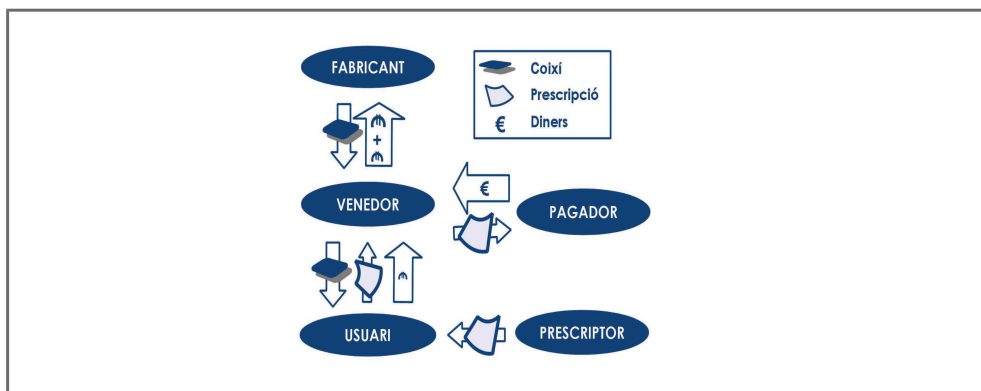 FABRICANT
Coixí
Prescripció
€ Diners
€
+
€
VENEDOR
€
PAGADOR
€
USUARI
PRESCRIPTOR